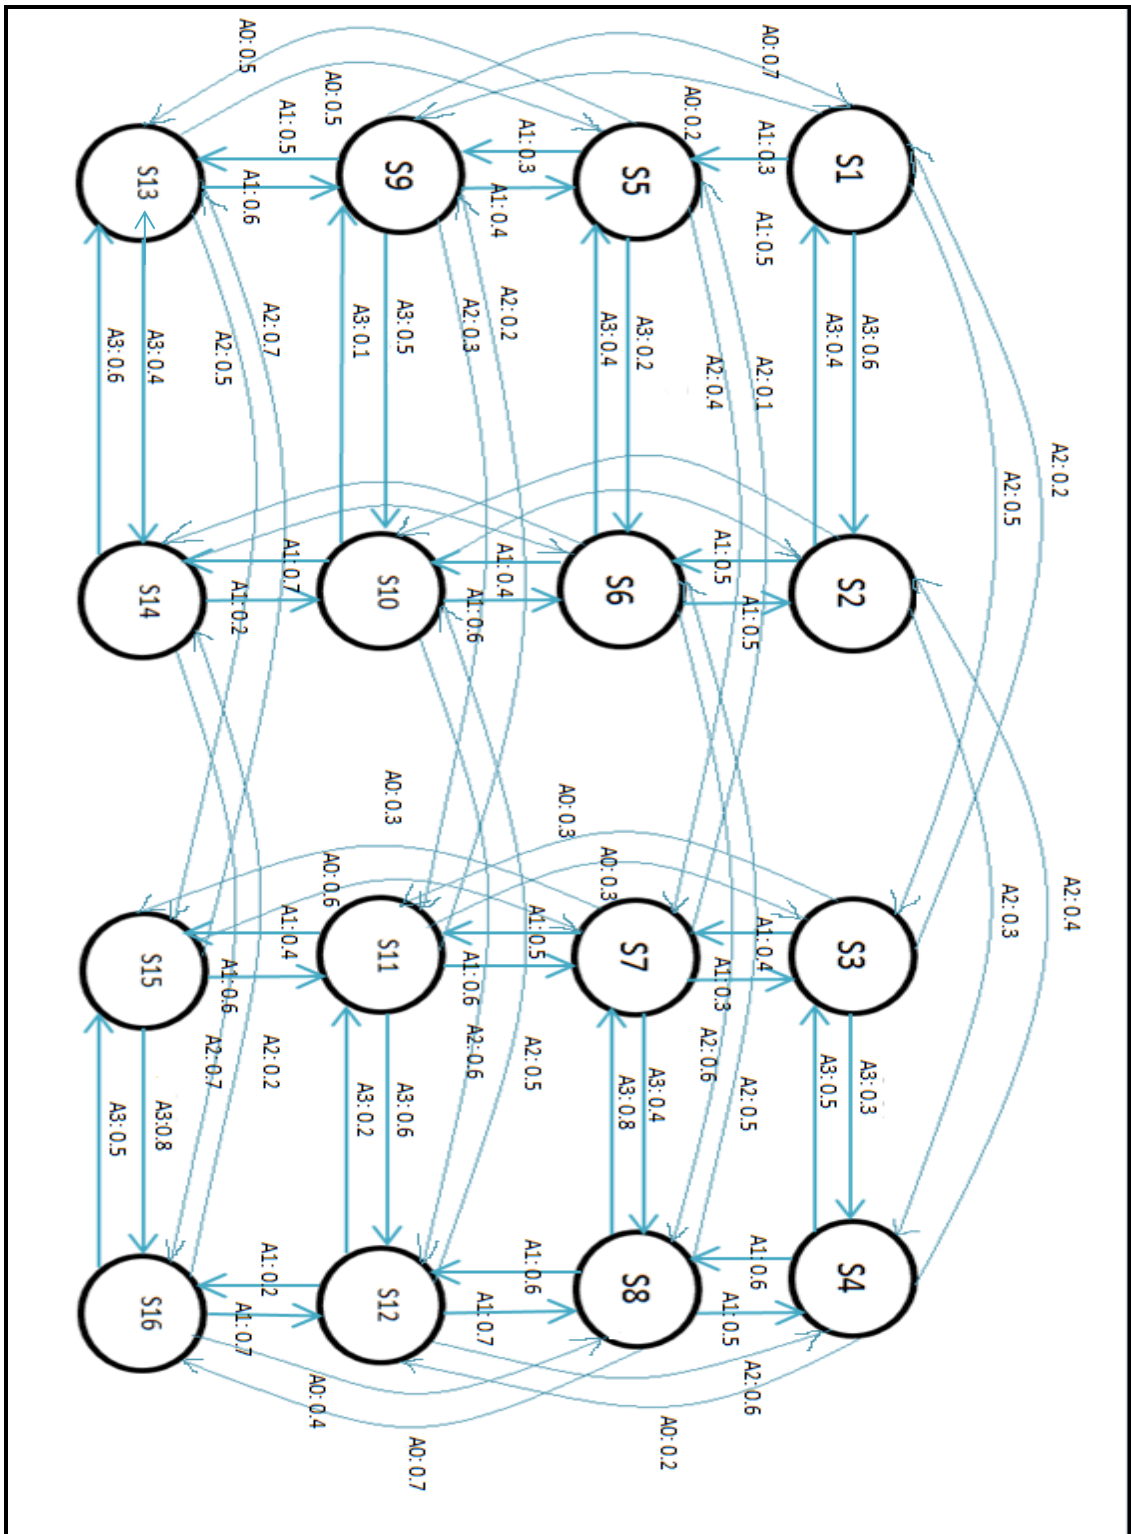 A2: 0.4
A2: 0.2
A2: 0.5
A2: 0.3
A3: 0.6
A3: 0.3
S1
S2
S3
S4
A3: 0.4
A3: 0.5
A0: 0.7
A1: 0.3
A1: 0.5
A2: 0.1
A1: 0.5
A1: 0.4
A2: 0.5
A1: 0.6
A2: 0.6
A2: 0.4
A1: 0.5
A1: 0.3
A2: 0.6
A1: 0.5
A0: 0.2
A0: 0.2
A3: 0.2
A3: 0.4
S5
S6
S7
S8
A3: 0.4
A0: 0.3
A3: 0.8
A0: 0.3
A1: 0.3
A2: 0.2
A1: 0.4
A1: 0.5
A2: 0.5
A1: 0.6
A1: 0.4
A2: 0.3
A1: 0.6
A1: 0.6
A2: 0.6
A1: 0.7
A0: 0.7
A3: 0.5
A0: 0.3
A3: 0.6
S9
S10
S11
S12
A3: 0.1
A3: 0.2
A0: 0.5
A0: 0.6
A0: 0.4
A1: 0.5
A2: 0.7
A1: 0.7
A1: 0.4
A2: 0.2
A1: 0.2
A0: 0.5
A1: 0.6
A2: 0.5
A1: 0.2
A1: 0.6
A2: 0.7
A1: 0.7
A3: 0.4
A3:0.8
S13
S14
S15
S16
A3: 0.6
A3: 0.5